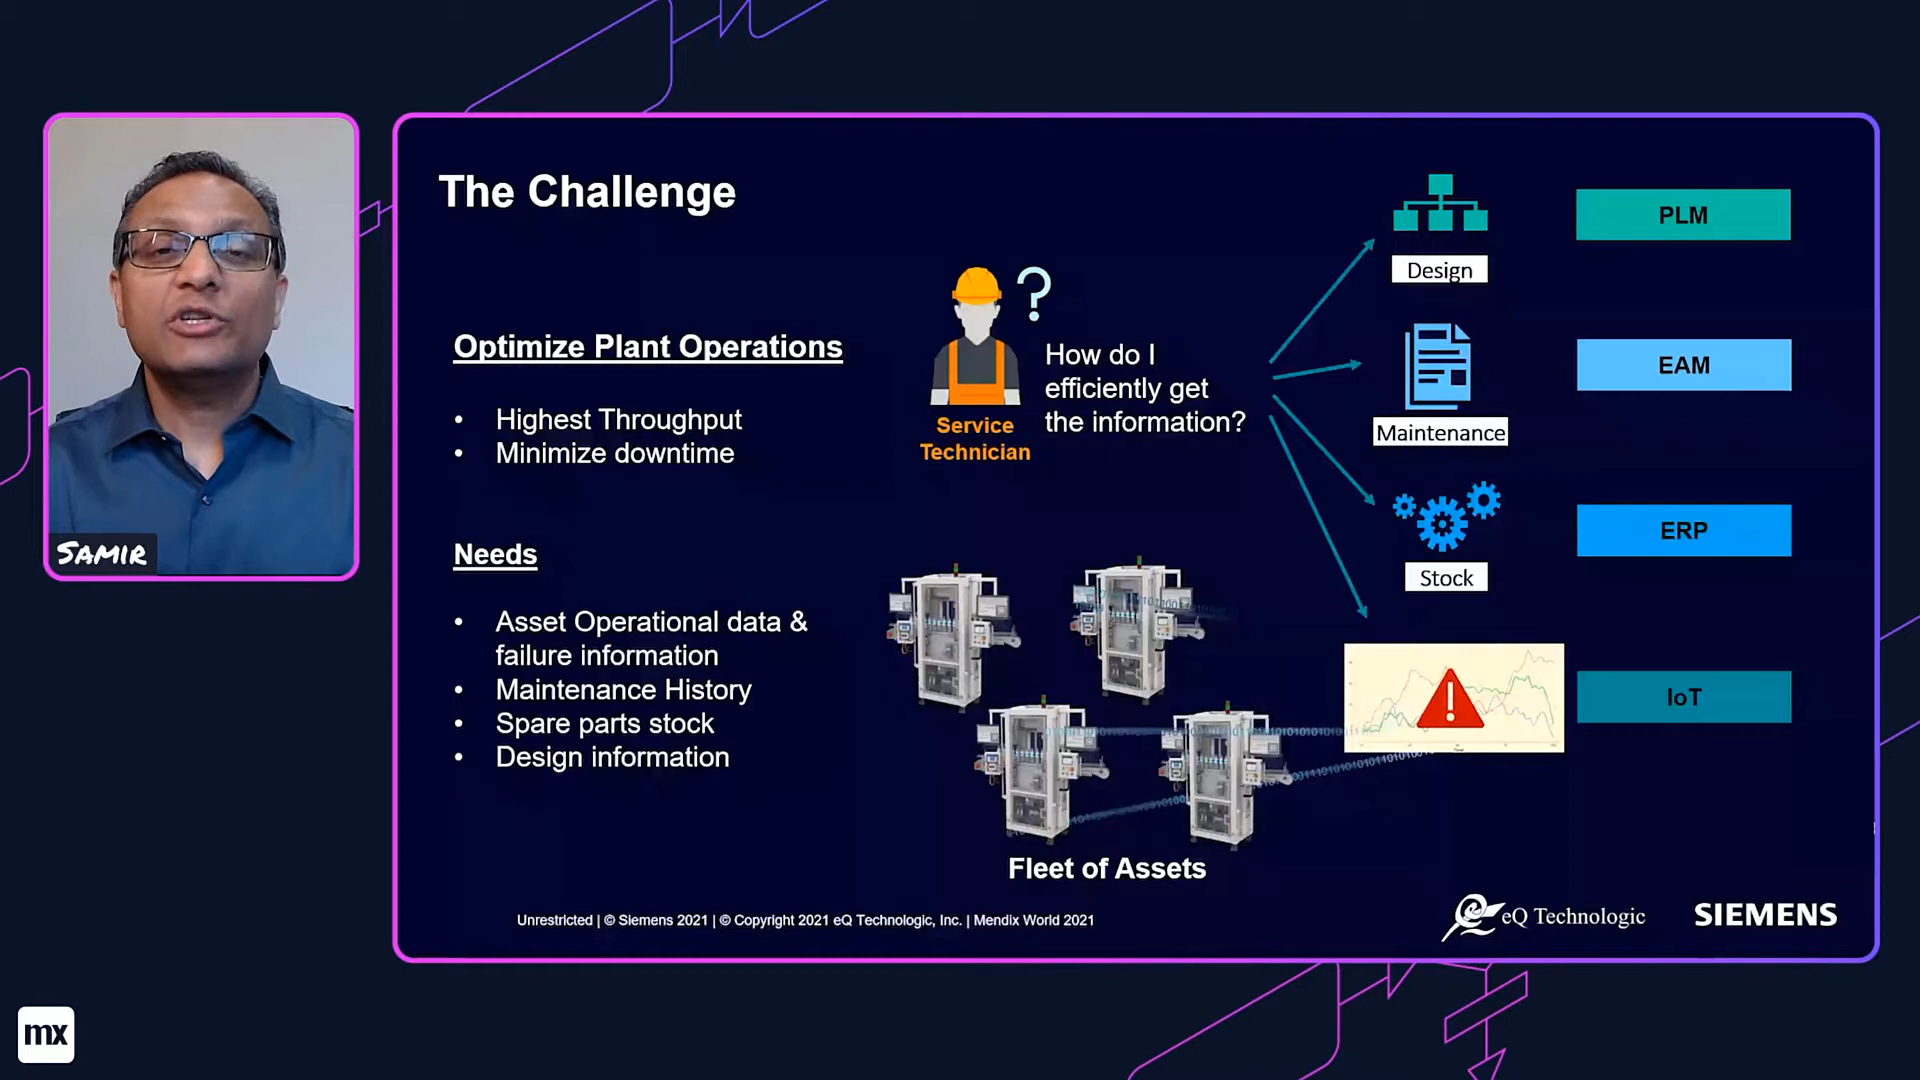 SAMIR
The Challenge
Optimize Plant Operations
• Highest Throughput
• Minimize downtime
Needs
• Asset Operational data &
failure information
• Maintenance History
• Spare parts stock
• Design information
?
How do I
efficiently get
the information?
Service
Technician
Fleet of Assets
Design
PLM
Maintenance
EAM
Stock
ERP
IoT
Unrestricted | © Siemens 2021 | © Copyright 2021 eQ Technologic, Inc. | Mendix World 2021
eQ Technologic
SIEMENS
mx